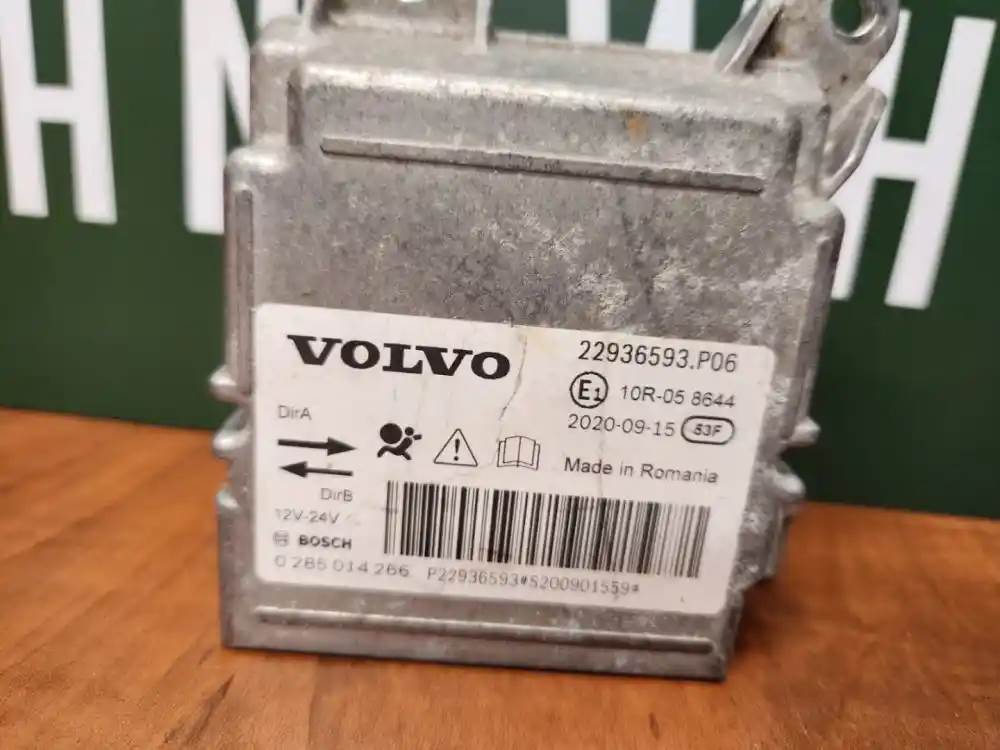 VOLVO
22936593.P06
E1 10R-05 8644
2020-09-15 53F
DirA
Made in Romania
DirB
12V-24V
BOSCH
0 285 014 266
P22936593#S200901559#